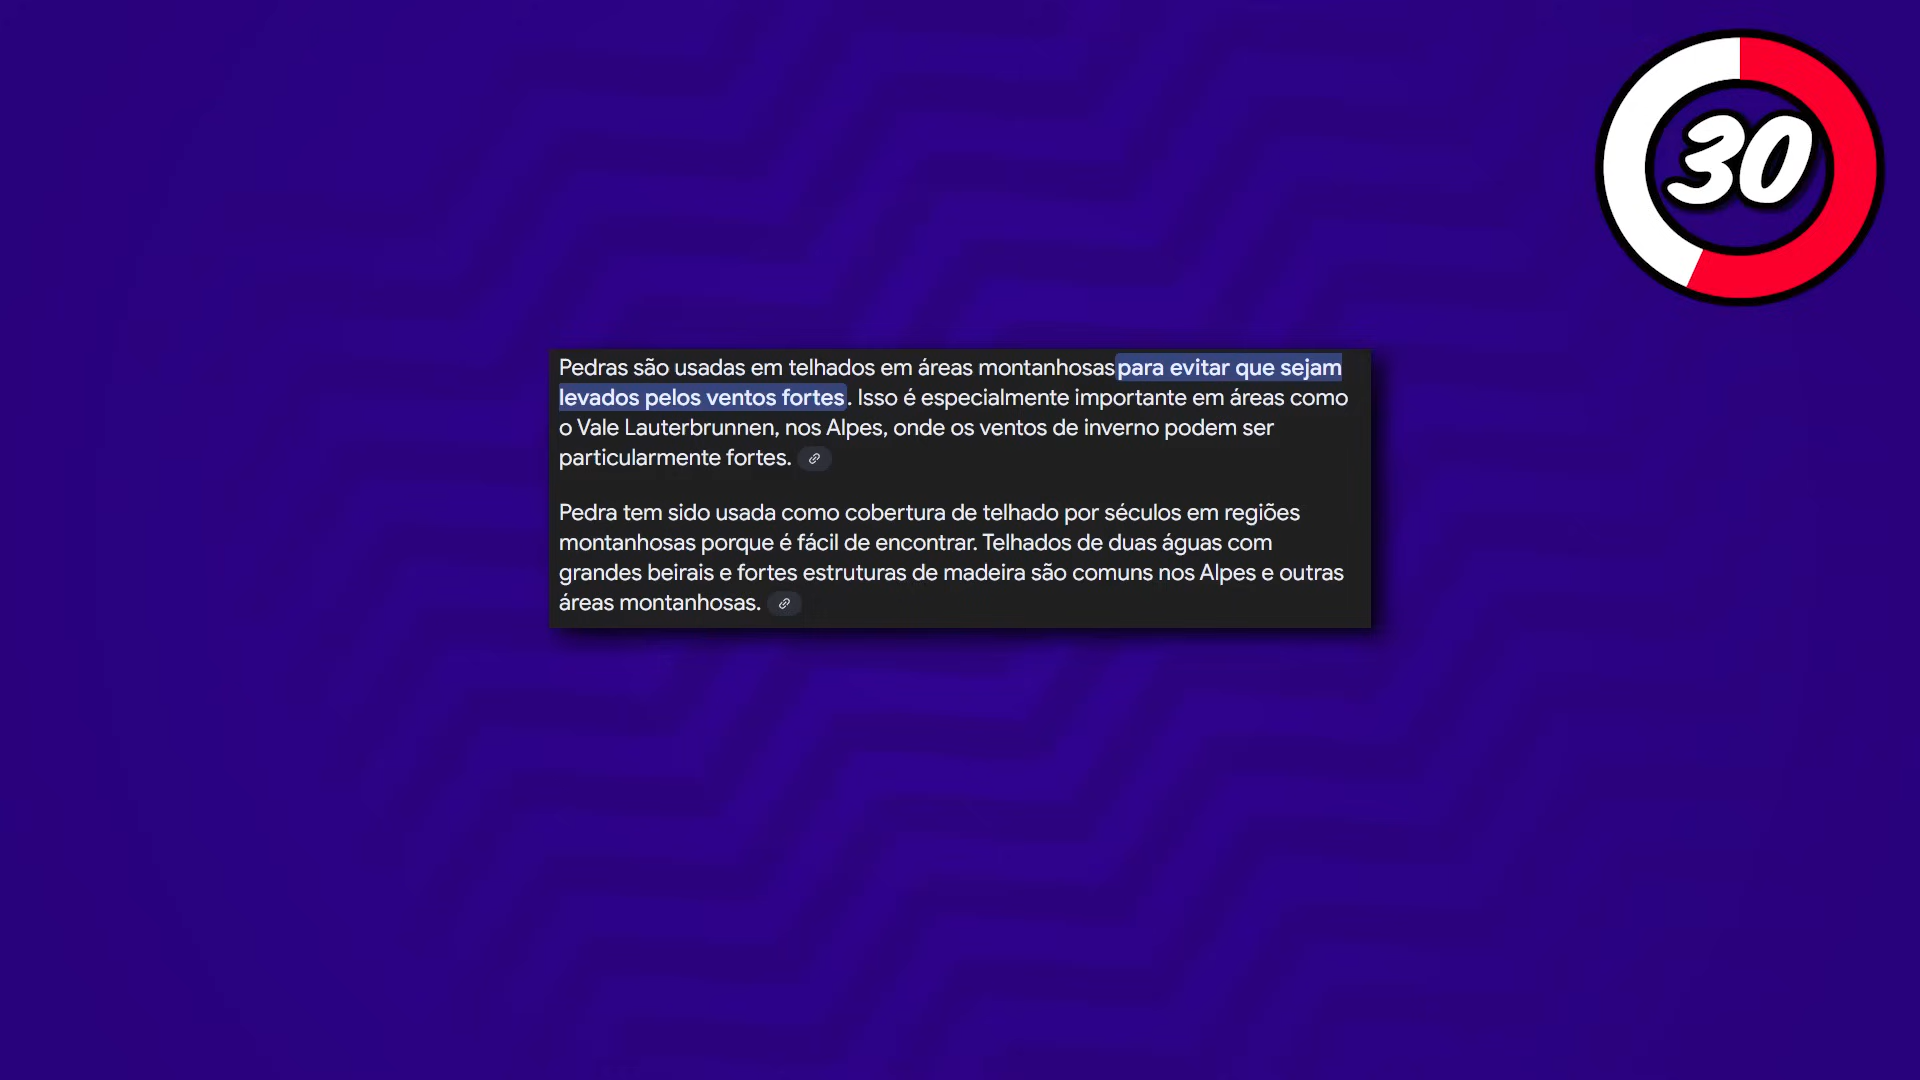 30
Pedras são usadas em telhados em áreas montanhosas para evitar que sejam
levados pelos ventos fortes. Isso é especialmente importante em áreas como
o Vale Lauterbrunnen, nos Alpes, onde os ventos de inverno podem ser
particularmente fortes.
Pedra tem sido usada como cobertura de telhado por séculos em regiões
montanhosas porque é fácil de encontrar. Telhados de duas águas com
grandes beirais e fortes estruturas de madeira são comuns nos Alpes e outras
áreas montanhosas.